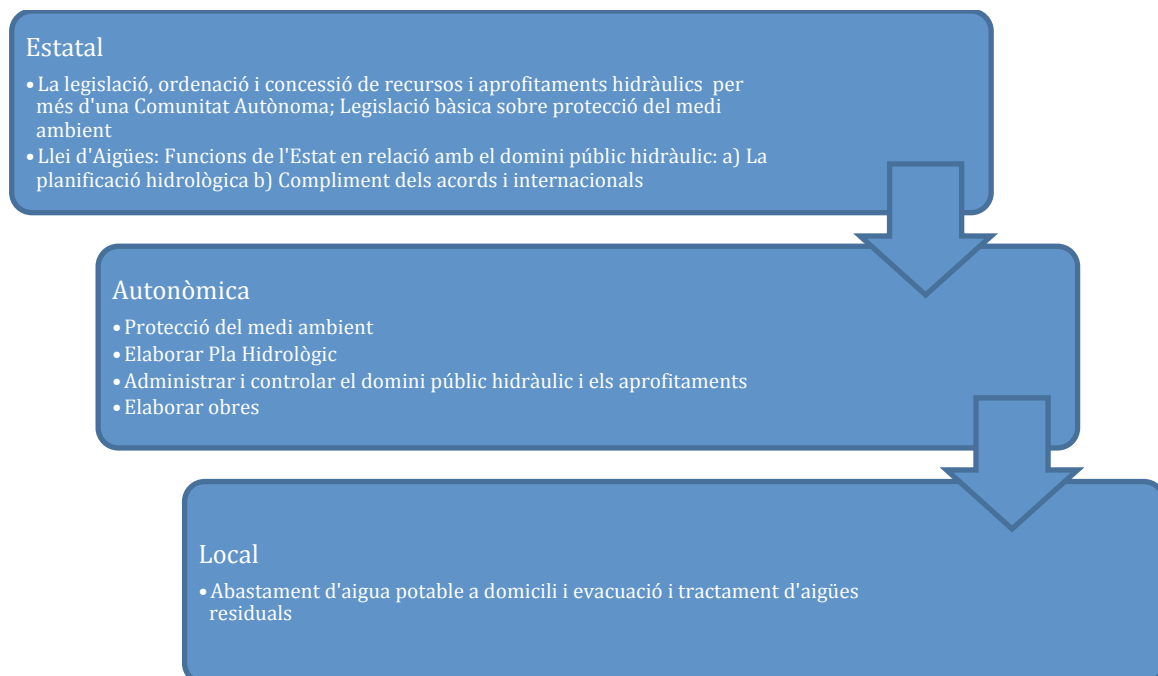 Estatal
•La legislació, ordenació i concessió de recursos i aprofitaments hidràulics per
més d'una Comunitat Autònoma; Legislació bàsica sobre protecció del medi
ambient
•Llei d'Aigües: Funcions de l'Estat en relació amb el domini públic hidràulic: a) La
planificació hidrològica b) Compliment dels acords i internacionals
Autonòmica
•Protecció del medi ambient
•Elaborar Pla Hidrològic
•Administrar i controlar el domini públic hidràulic i els aprofitaments
•Elaborar obres
Local
•Abastament d'aigua potable a domicili i evacuació i tractament d'aigües
residuals